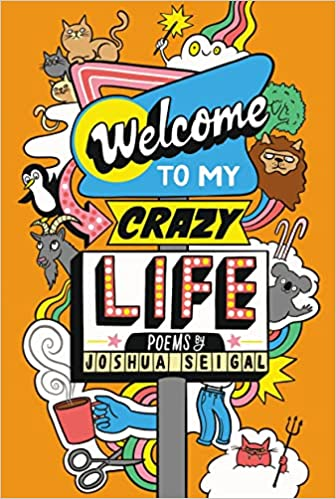 Welcome
TO MY
CRAZY
LIFE
POEMS by
JOSHUA SEIGAL